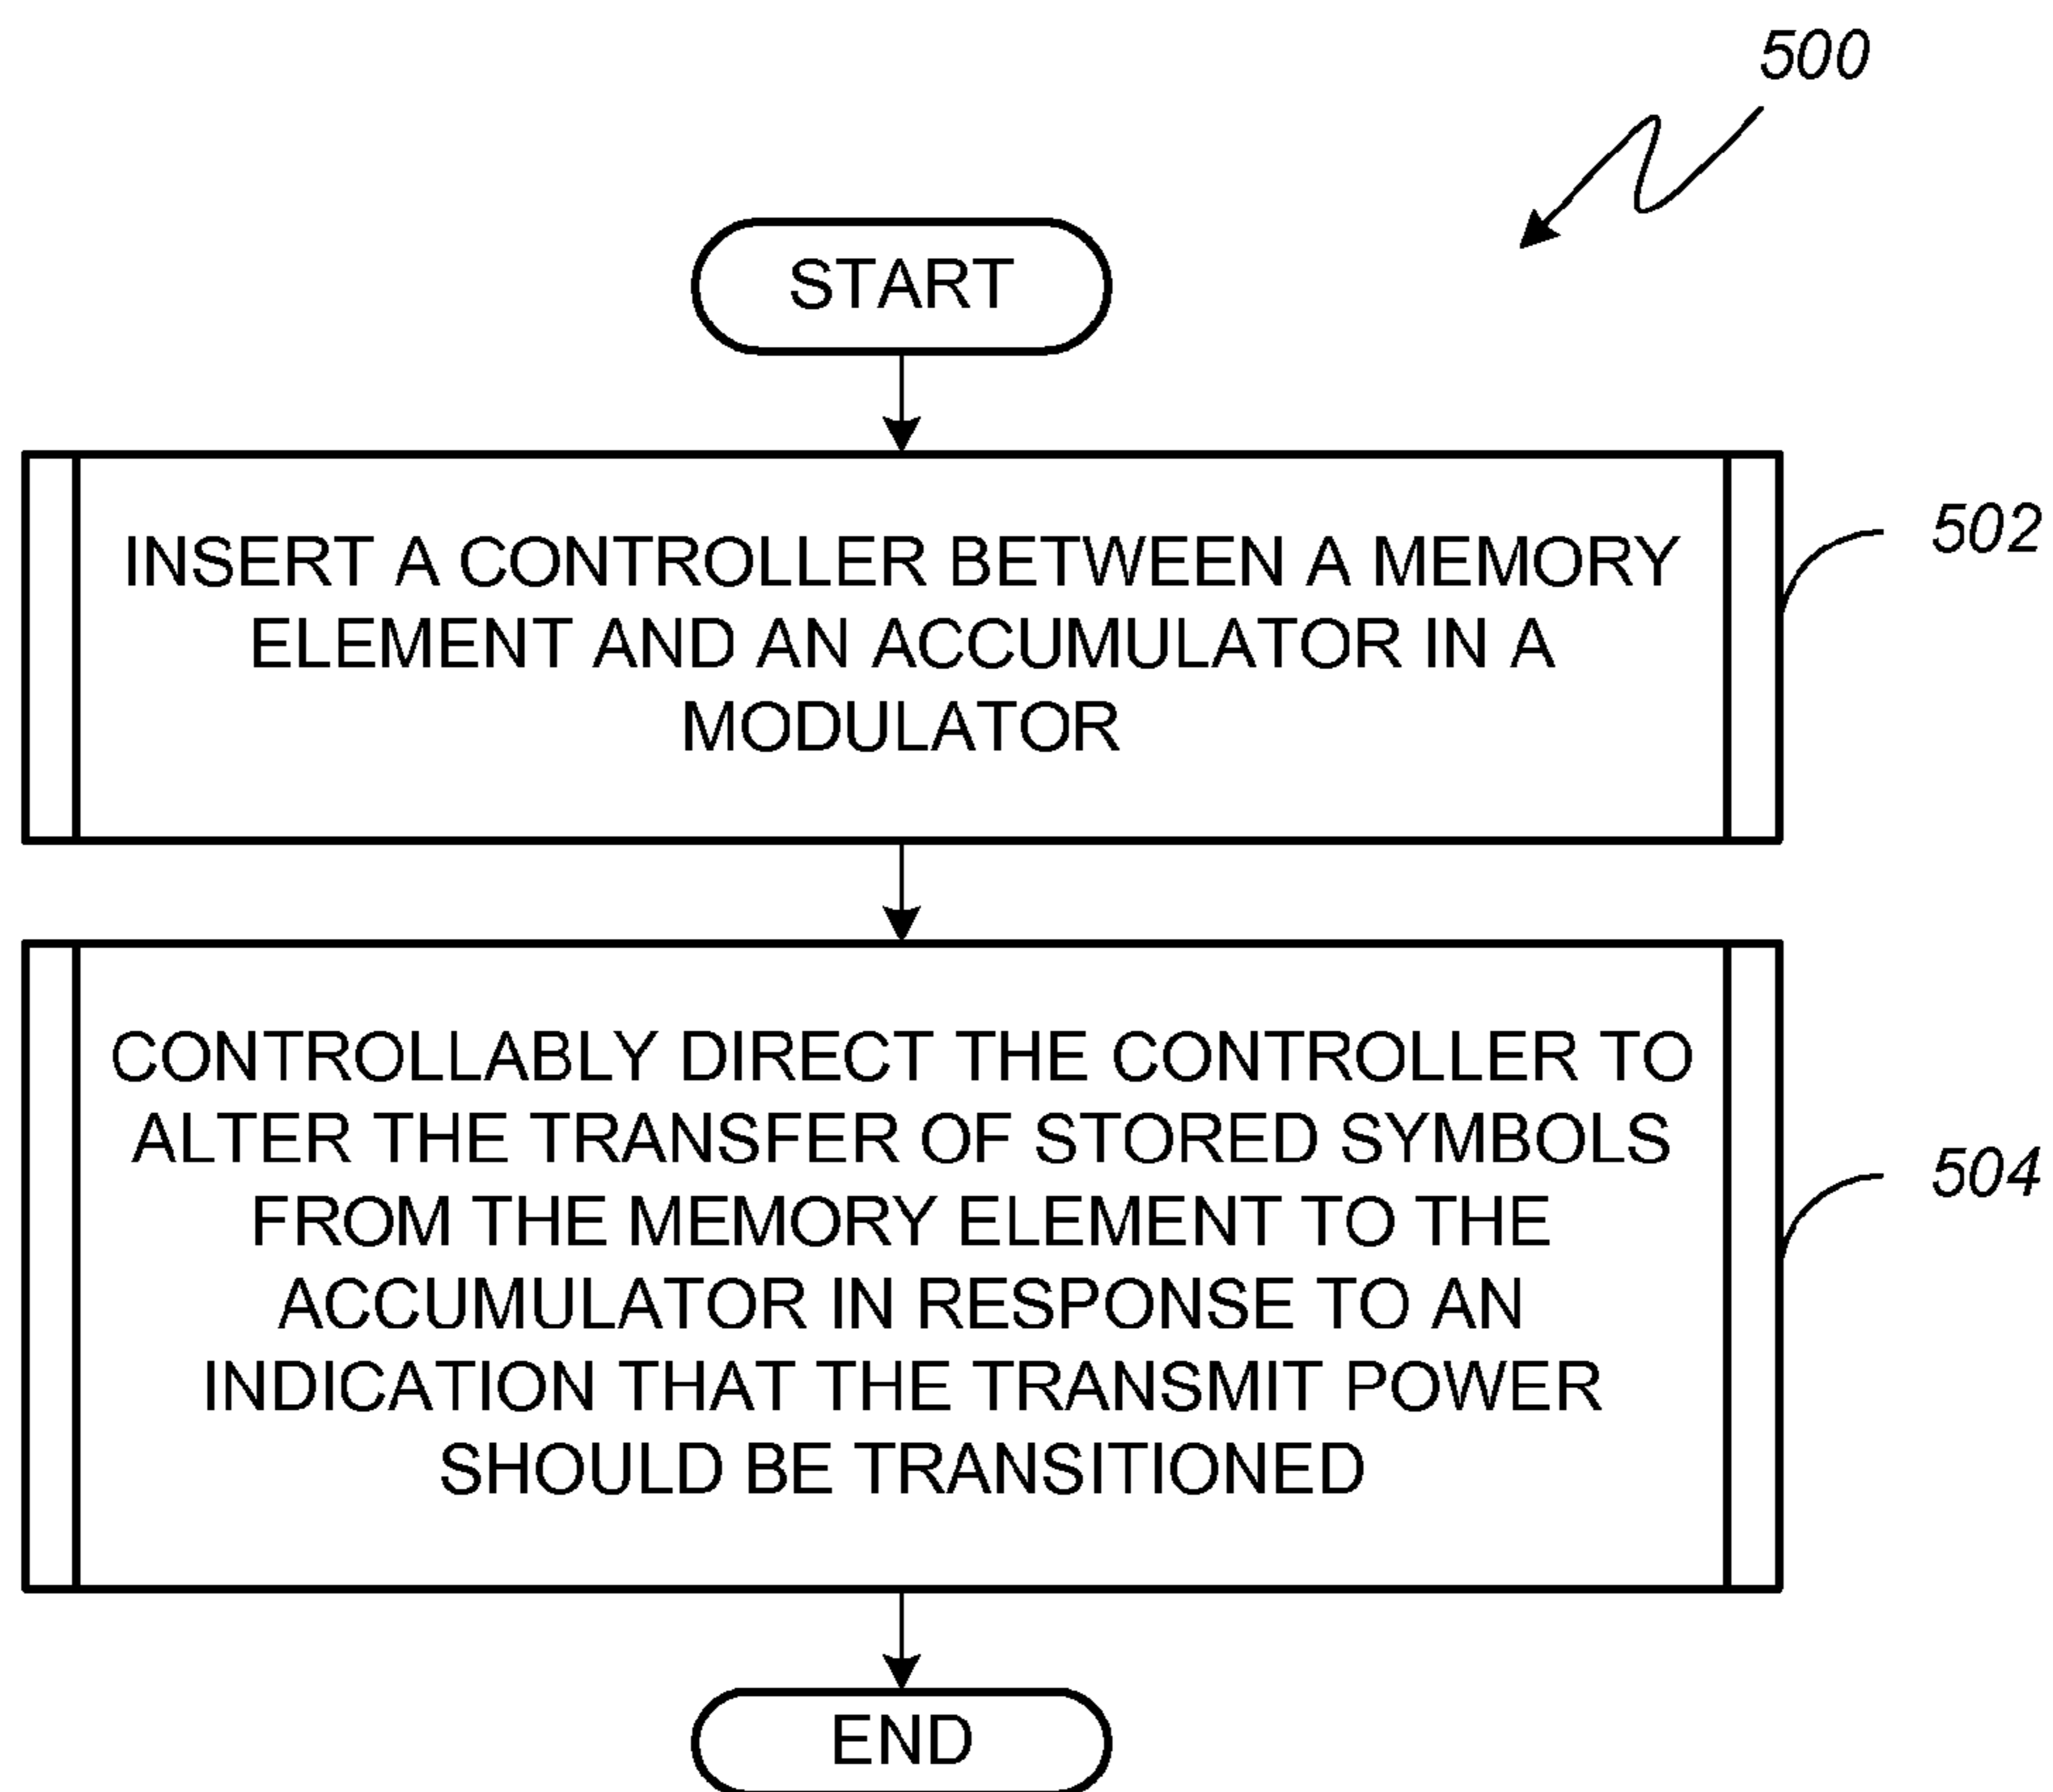 500
START
INSERT A CONTROLLER BETWEEN A MEMORY
ELEMENT AND AN ACCUMULATOR IN A
MODULATOR
502
CONTROLLABLY DIRECT THE CONTROLLER TO
ALTER THE TRANSFER OF STORED SYMBOLS
FROM THE MEMORY ELEMENT TO THE
ACCUMULATOR IN RESPONSE TO AN
INDICATION THAT THE TRANSMIT POWER
SHOULD BE TRANSITIONED
504
END